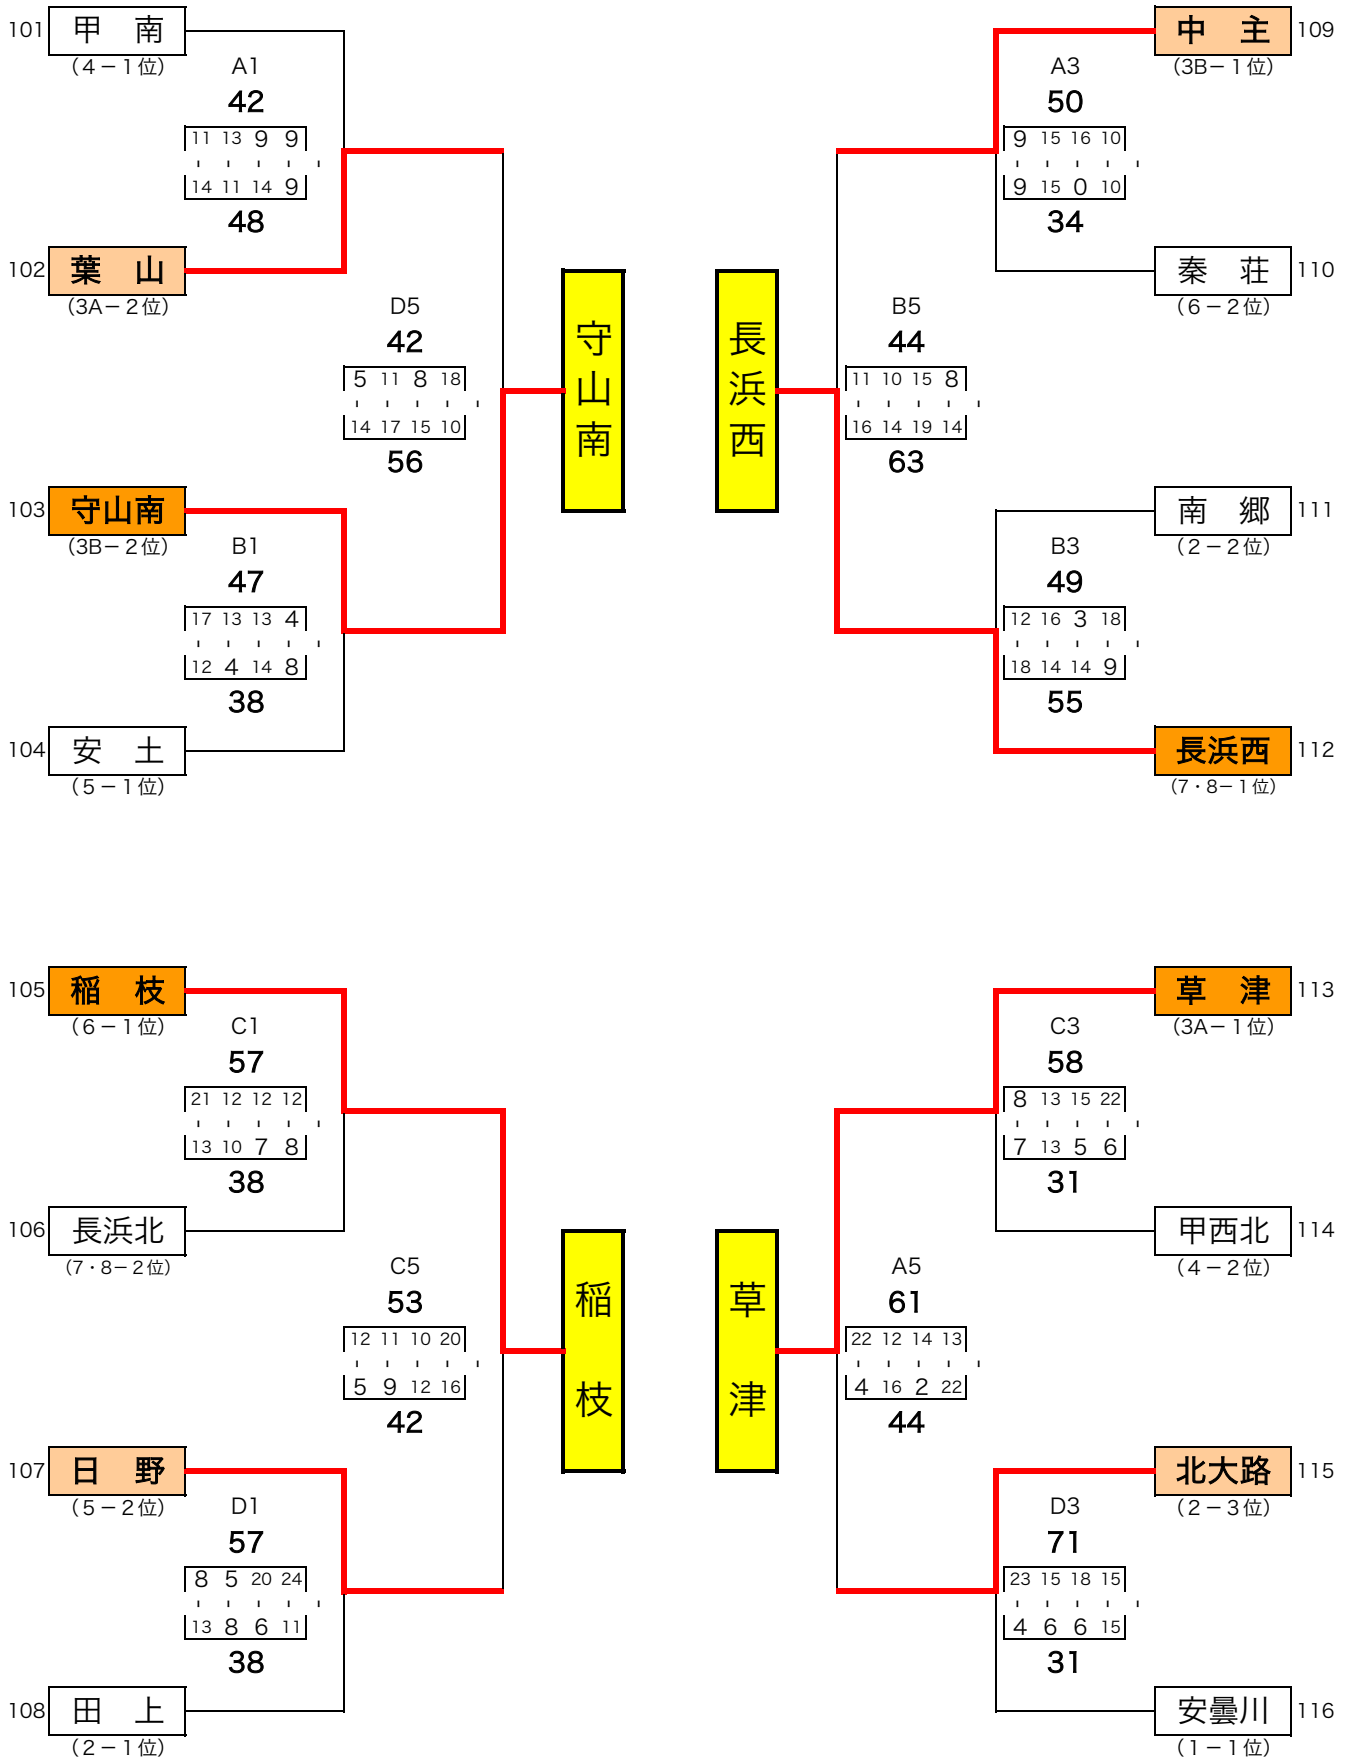 101 甲　南
（４－１位）
A1
42
11 13 9 9
14 11 14 9
48
102 葉　山
（3A－２位）
D5
42
5 11 8 18
14 17 15 10
56
守山南
103 守山南
（3B－２位）
B1
47
17 13 13 4
12 4 14 8
38
104 安　土
（５－１位）
中　主 109
（3B－１位）
A3
50
9 15 16 10
9 15 0 10
34
秦　荘 110
（６－２位）
長浜西
B5
44
11 10 15 8
16 14 19 14
63
南　郷 111
（２－２位）
B3
49
12 16 3 18
18 14 14 9
55
長浜西 112
（7・8－１位）
105 稲　枝
（６－１位）
C1
57
21 12 12 12
13 10 7 8
38
106 長浜北
（7・8－２位）
C5
53
12 11 10 20
5 9 12 16
42
稲　枝
107 日　野
（５－２位）
D1
57
8 5 20 24
13 8 6 11
38
108 田　上
（２－１位）
草　津 113
（3A－１位）
C3
58
8 13 15 22
7 13 5 6
31
甲西北 114
（４－２位）
草　津
A5
61
22 12 14 13
4 16 2 22
44
北大路 115
（２－３位）
D3
71
23 15 18 15
4 6 6 15
31
安曇川 116
（１－１位）